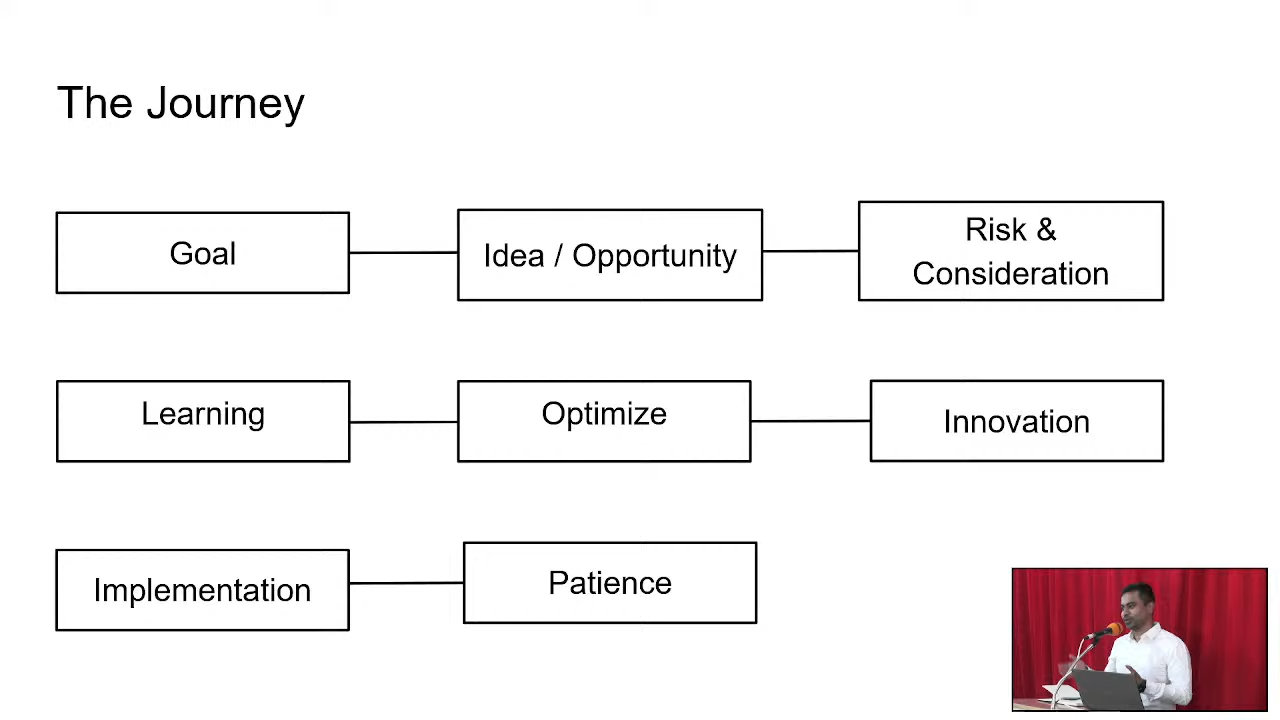 The Journey
Goal
Idea / Opportunity
Risk &
Consideration
Learning
Optimize
Innovation
Implementation
Patience